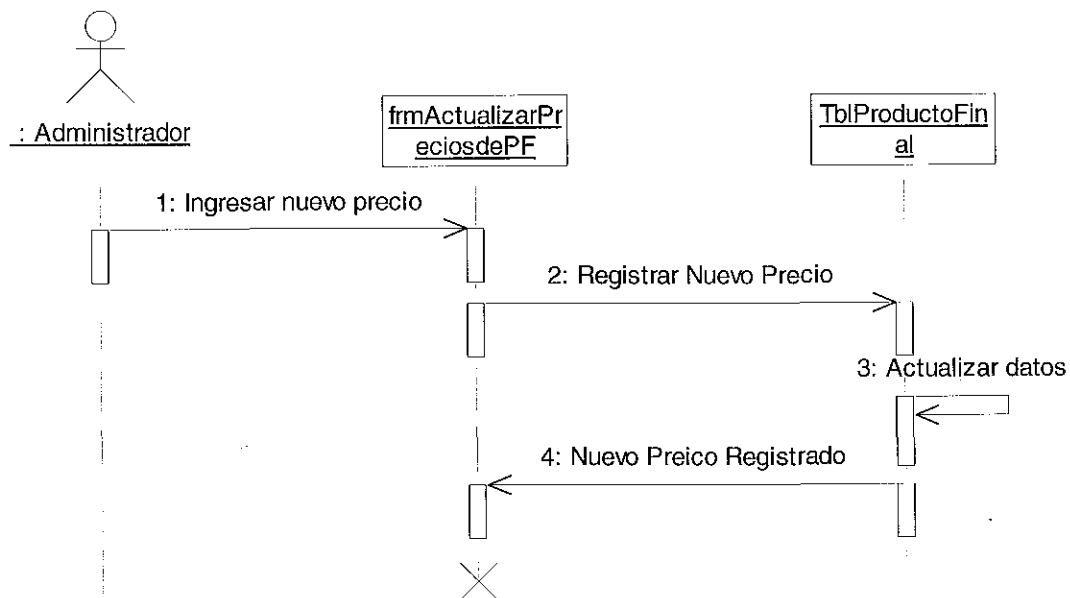 : Administrador
frmActualizarPr
eciosdePF
TblProductoFin
al
1: Ingresar nuevo precio
2: Registrar Nuevo Precio
3: Actualizar datos
4: Nuevo Preico Registrado